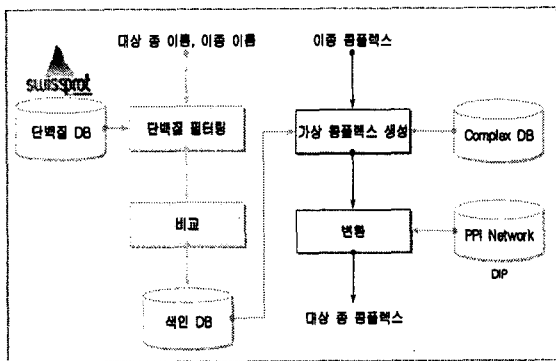 대상 종 이름, 이종 이름
이종 콤플렉스
swissprot
단백질 DB
단백질 필터링
가상 콤플렉스 생성
Complex DB
비교
변환
PPI Network
DIP
색인 DB
대상 종 콤플렉스